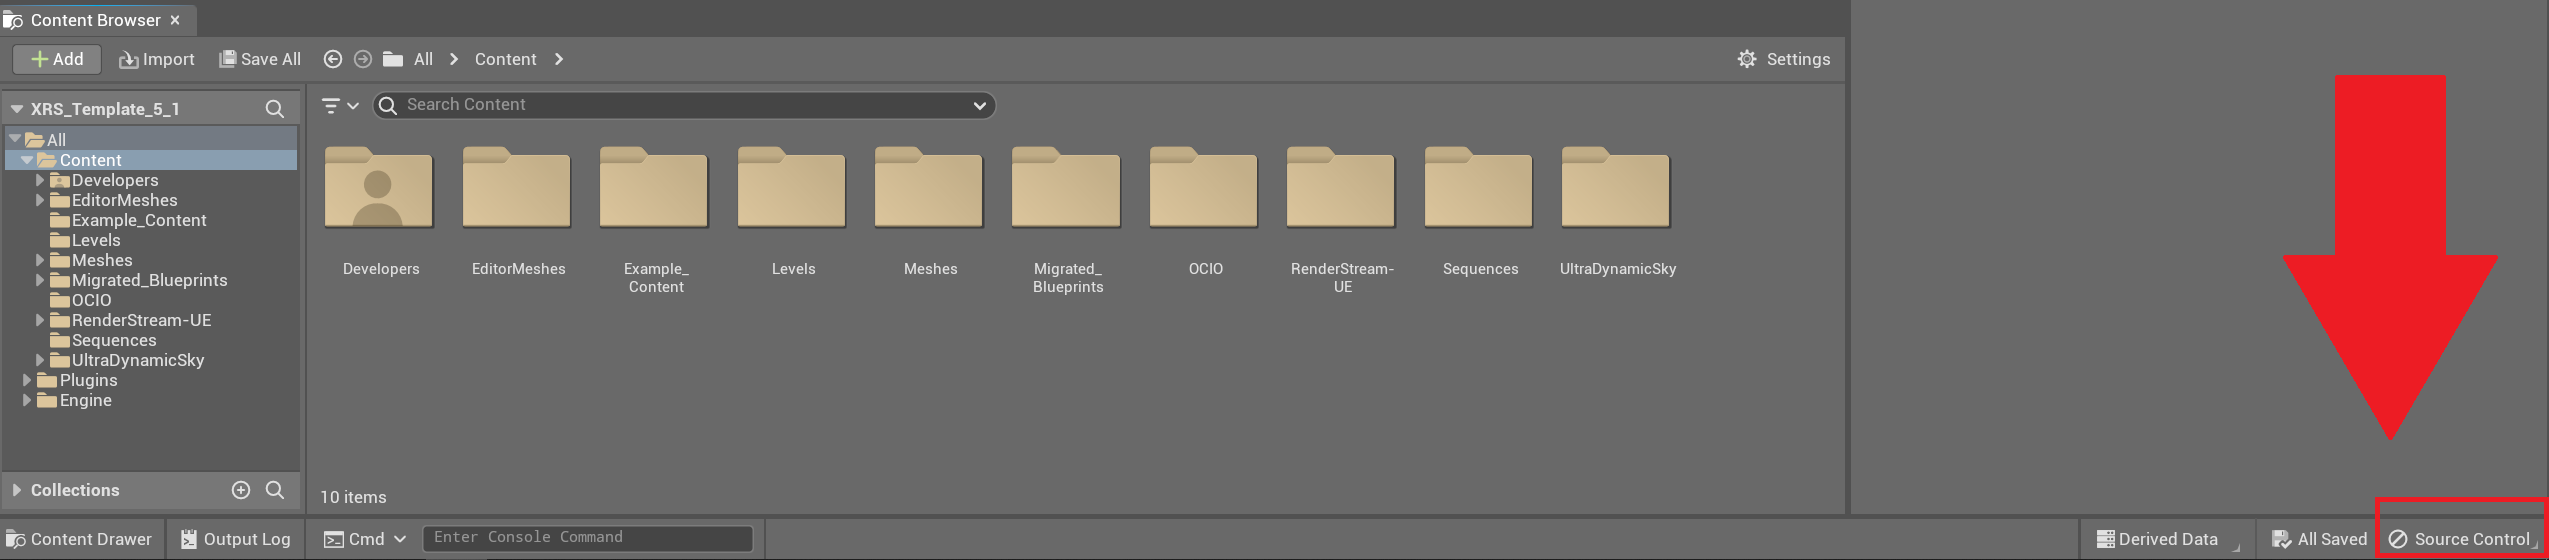 Content Browser
Add
Import
Save All
All
Content
Settings
XRS_Template_5_1
Search Content
All
Content
Developers
EditorMeshes
Example_Content
Levels
Meshes
Migrated_Blueprints
OCIO
RenderStream-UE
Sequences
UltraDynamicSky
Plugins
Engine
Developers
EditorMeshes
Example_
Content
Levels
Meshes
Migrated_
Blueprints
OCIO
RenderStream-
UE
Sequences
UltraDynamicSky
Collections
10 items
Content Drawer
Output Log
Cmd
Enter Console Command
Derived Data
All Saved
Source Control